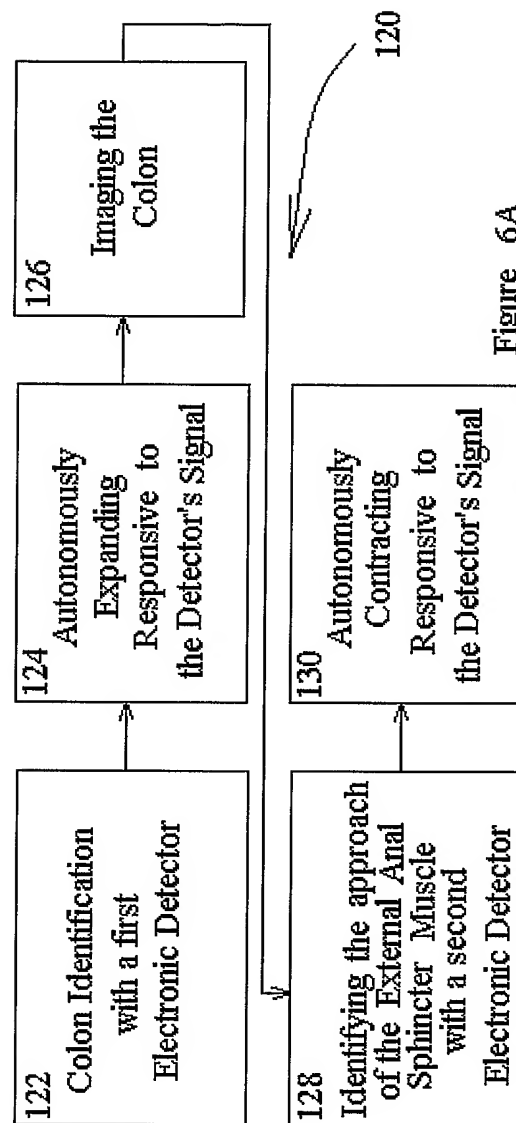 122
Colon Identification
with a first
Electronic Detector
124
Autonomously
Expanding
Responsive to
the Detector's Signal
126
Imaging the
Colon
128
Identifying the approach
of the External Anal
Sphincter Muscle
with a second
Electronic Detector
130
Autonomously
Contracting
Responsive to
the Detector's Signal
120
Figure 6A